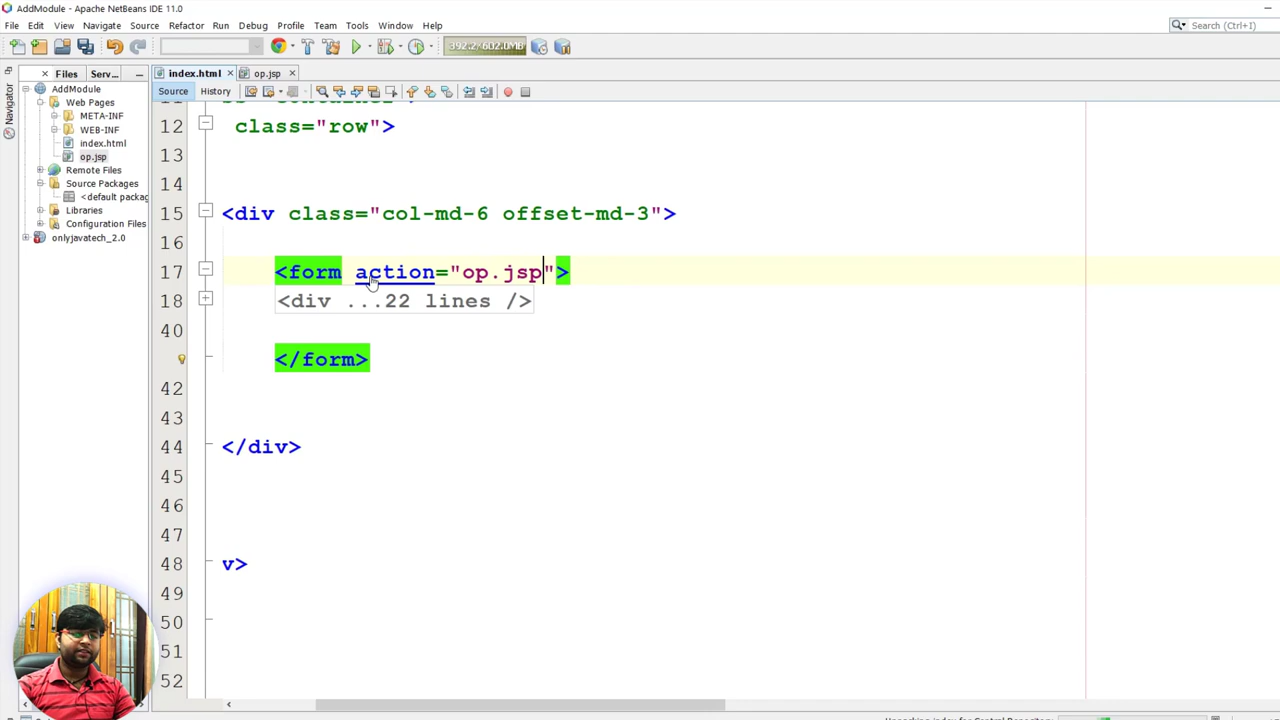 AddModule - Apache NetBeans IDE 11.0
File Edit View Navigate Source Refactor Run Debug Profile Team Tools Window Help
Search (Ctrl+I)
392.2/602.0MB
Files Serv... index.html op.jsp
Source History
Navigator
AddModule
Web Pages
META-INF
WEB-INF
index.html
op.jsp
Remote Files
Source Packages
<default packag
Libraries
Configuration Files
onlyjavatech_2.0
12 class="row">
13
14
15 <div class="col-md-6 offset-md-3">
16
17 <form action="op.jsp">
18 <div ...22 lines />
40
</form>
42
43
44 </div>
45
46
47
48 v>
49
50
51
52